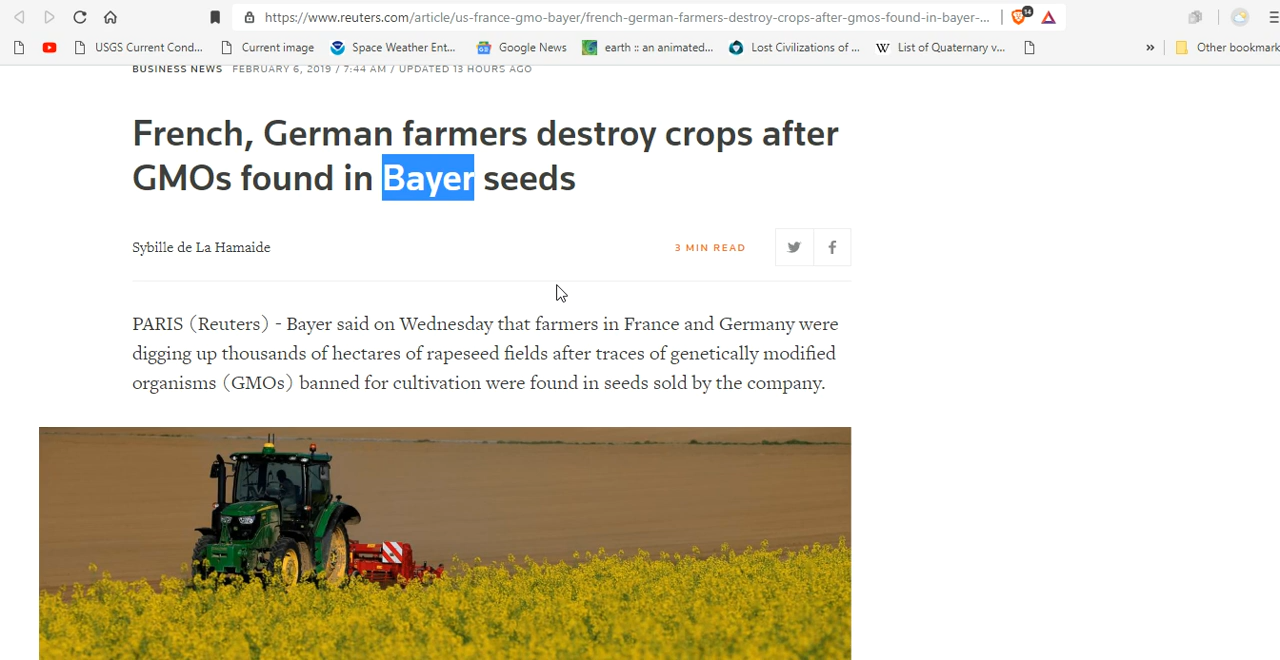 https://www.reuters.com/article/us-france-gmo-bayer/french-german-farmers-destroy-crops-after-gmos-found-in-bayer-...
14
USGS Current Cond...
Current image
Space Weather Ent...
Google News
earth :: an animated...
Lost Civilizations of ...
W List of Quaternary v...
»
Other bookmark
BUSINESS NEWS FEBRUARY 6, 2019 / 7:44 AM / UPDATED 13 HOURS AGO
French, German farmers destroy crops after
GMOs found in Bayer seeds
Sybille de La Hamaide
3 MIN READ
PARIS (Reuters) - Bayer said on Wednesday that farmers in France and Germany were
digging up thousands of hectares of rapeseed fields after traces of genetically modified
organisms (GMOs) banned for cultivation were found in seeds sold by the company.